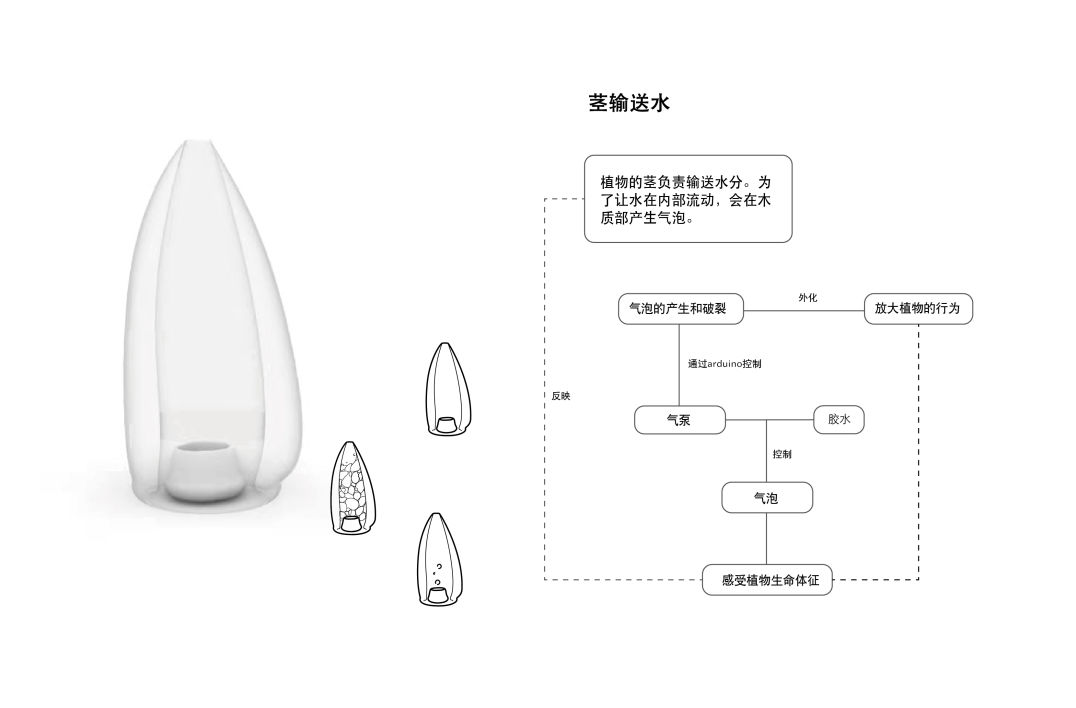 茎输送水
植物的茎负责输送水分。为
了让水在内部流动，会在木
质部产生气泡。
气泡的产生和破裂
外化
放大植物的行为
通过arduino控制
反映
气泵
胶水
控制
气泡
感受植物生命体征